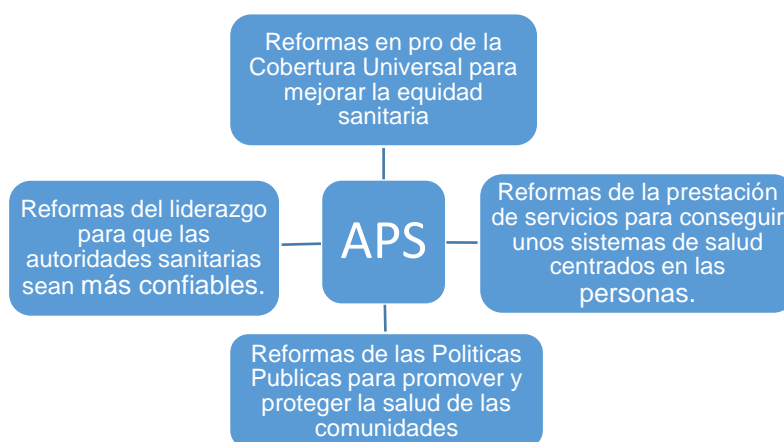 Reformas en pro de la
Cobertura Universal para
mejorar la equidad
sanitaria
Reformas del liderazgo
para que las
autoridades sanitarias
sean más confiables.
APS
Reformas de la prestación
de servicios para conseguir
unos sistemas de salud
centrados en las
personas.
Reformas de las Politicas
Publicas para promover y
proteger la salud de las
comunidades